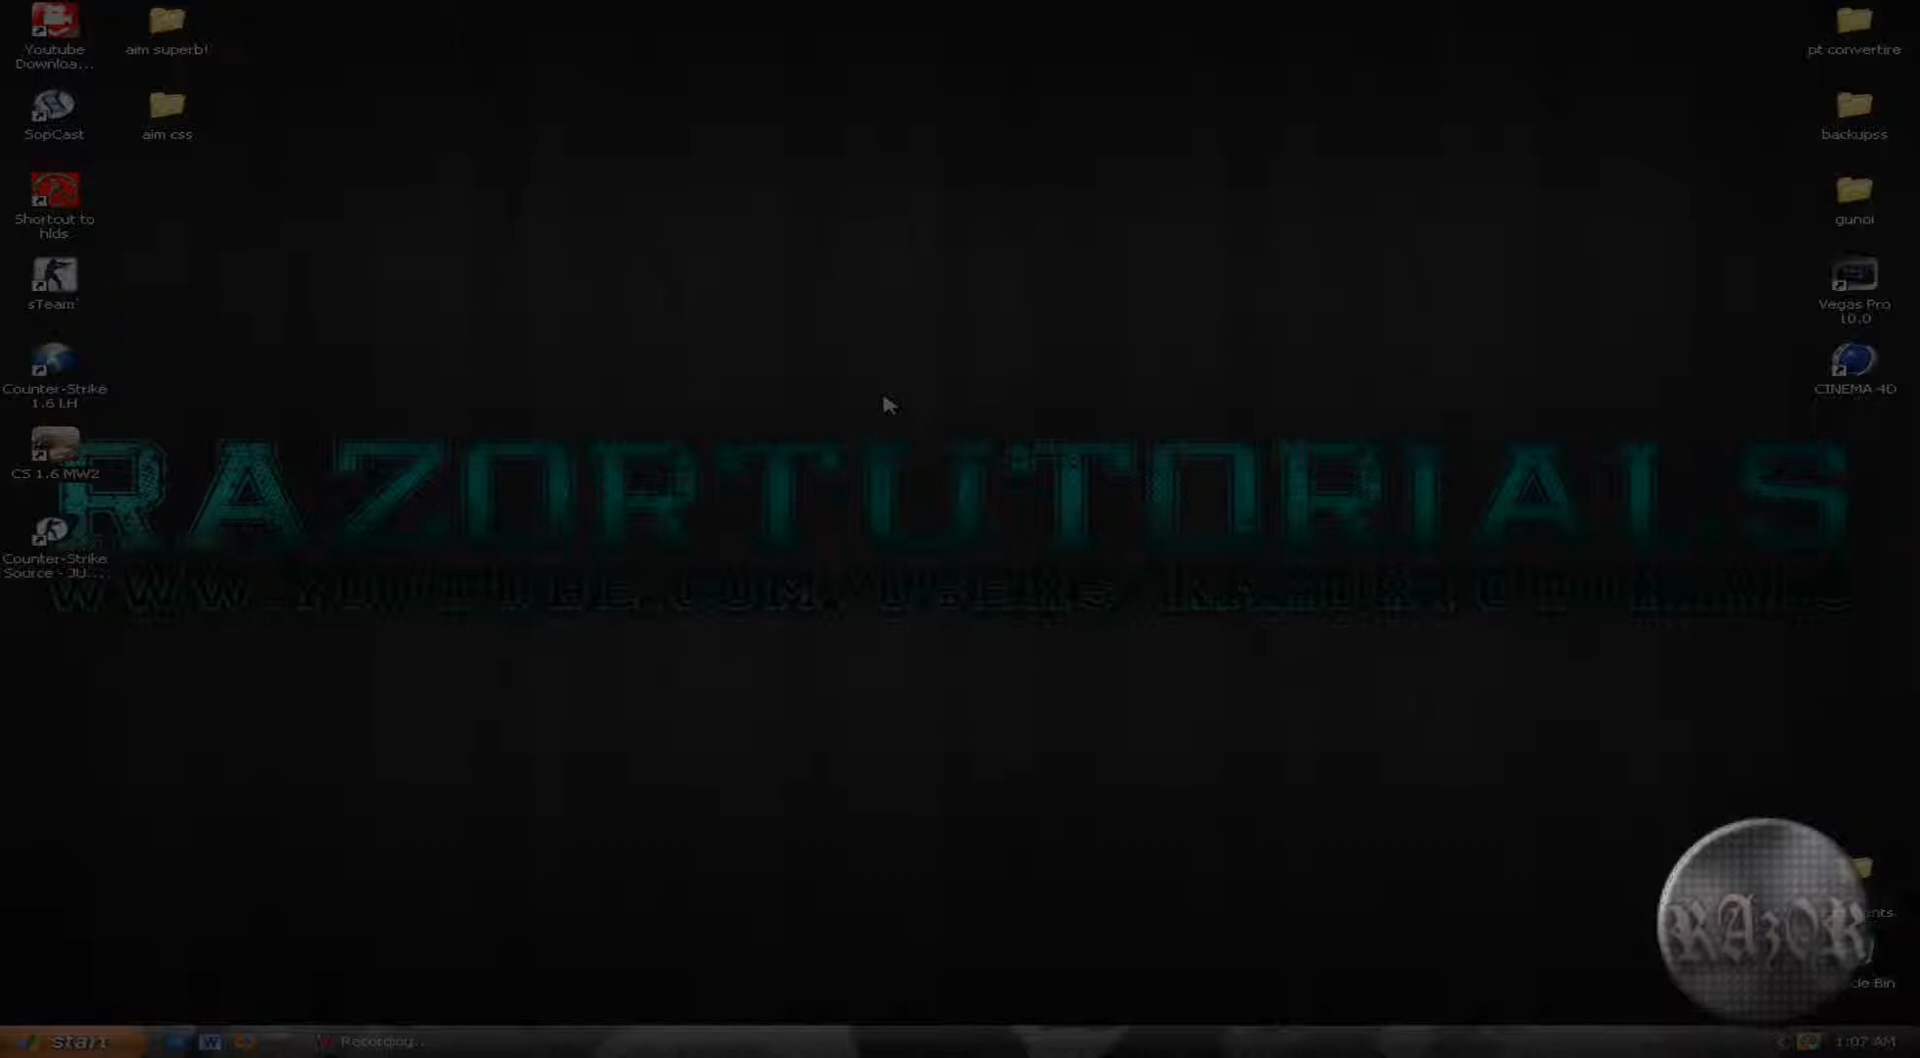 Youtube
Downloa...
aim superb!
SopCast
aim css
Shortcut to
hlds
sTeam`
Counter-Strike
1.6 LH
CS 1.6 MW2
Counter-Strike
Source - JU...
pt convertire
backupss
gunoi
Vegas Pro
10.0
CINEMA 4D
RAZORTUTORIALS
RAzOR
start
Recording...
1:07 AM